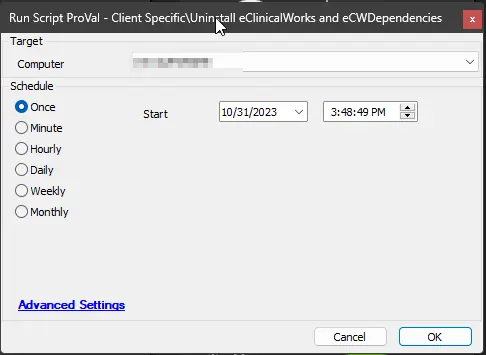 Run Script ProVal - Client Specific\Uninstall eClinicalWorks and eCWDependencies x
Target
Computer
Schedule
Once
Start 10/31/2023 3:48:49 PM
Minute
Hourly
Daily
Weekly
Monthly
Advanced Settings
Cancel OK